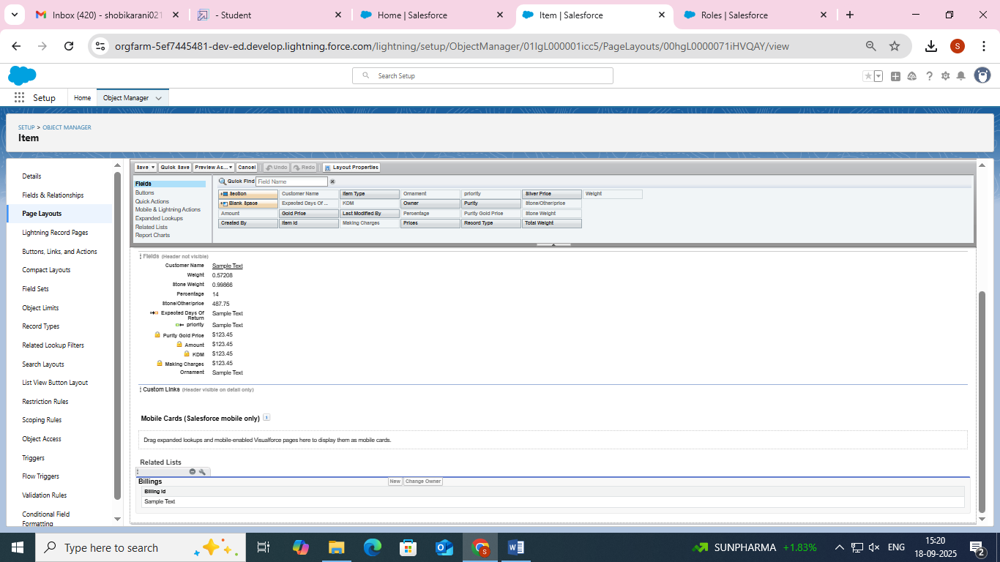 Inbox (420) - shobikarani021
- Student
Home | Salesforce
Item | Salesforce
Roles | Salesforce
orgfarm-5ef7445481-dev-ed.develop.lightning.force.com/lightning/setup/ObjectManager/01IgL000001icc5/PageLayouts/00hgL0000071iHVQAY/view
S
Search Setup
Setup
Home
Object Manager
SETUP > OBJECT MANAGER
Item
Details
Fields & Relationships
Page Layouts
Lightning Record Pages
Buttons, Links, and Actions
Compact Layouts
Field Sets
Object Limits
Record Types
Related Lookup Filters
Search Layouts
List View Button Layout
Restriction Rules
Scoping Rules
Object Access
Triggers
Flow Triggers
Validation Rules
Conditional Field
Formatting
Save Quick Save Preview As... Cancel Undo Redo Layout Properties
Fields
Buttons
Quick Actions
Mobile & Lightning Actions
Expanded Lookups
Related Lists
Report Charts
Quick Find Field Name
Section Customer Name Item Type Ornament priority Silver Price Weight
Blank Space Expected Days Of ... KDM Owner Purity Stone/Other/price
Amount Gold Price Last Modified By Percentage Purity Gold Price Stone Weight
Created By Item Id Making Charges Prices Record Type Total Weight
Fields (Header not visible)
Customer Name Sample Text
Weight 0.57208
Stone Weight 0.99866
Percentage 14
Stone/Other/price 487.75
Expected Days Of Return Sample Text
priority Sample Text
Purity Gold Price $123.45
Amount $123.45
KDM $123.45
Making Charges $123.45
Ornament Sample Text
Custom Links (Header visible on detail only)
Mobile Cards (Salesforce mobile only) i
Drag expanded lookups and mobile-enabled Visualforce pages here to display them as mobile cards.
Related Lists
Billings New Change Owner
Billing Id
Sample Text
Type here to search
SUNPHARMA +1.83%
ENG
15:20
18-09-2025
2